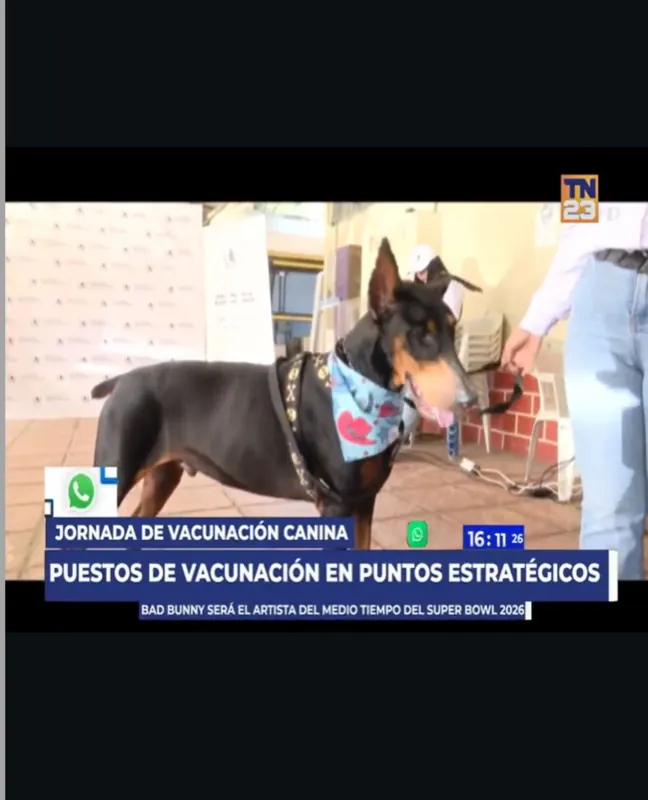 TN
23
JORNADA DE VACUNACIÓN CANINA
16:11 26
PUESTOS DE VACUNACIÓN EN PUNTOS ESTRATÉGICOS
BAD BUNNY SERÁ EL ARTISTA DEL MEDIO TIEMPO DEL SUPER BOWL 2026